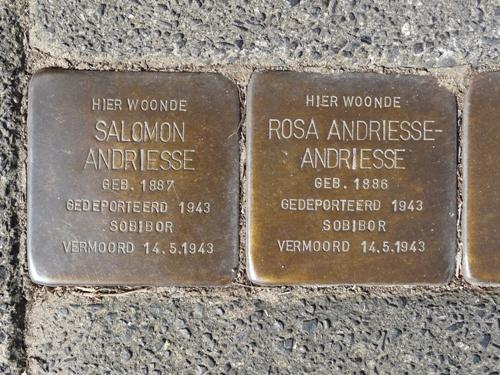 HIER WOONDE
SALOMON
ANDRIESSE
GEB. 1887
GEDEPORTEERD 1943
SOBIBOR
VERMOORD 14.5.1943
HIER WOONDE
ROSA ANDRIESSE-
ANDRIESSE
GEB. 1886
GEDEPORTEERD 1943
SOBIBOR
VERMOORD 14.5.1943